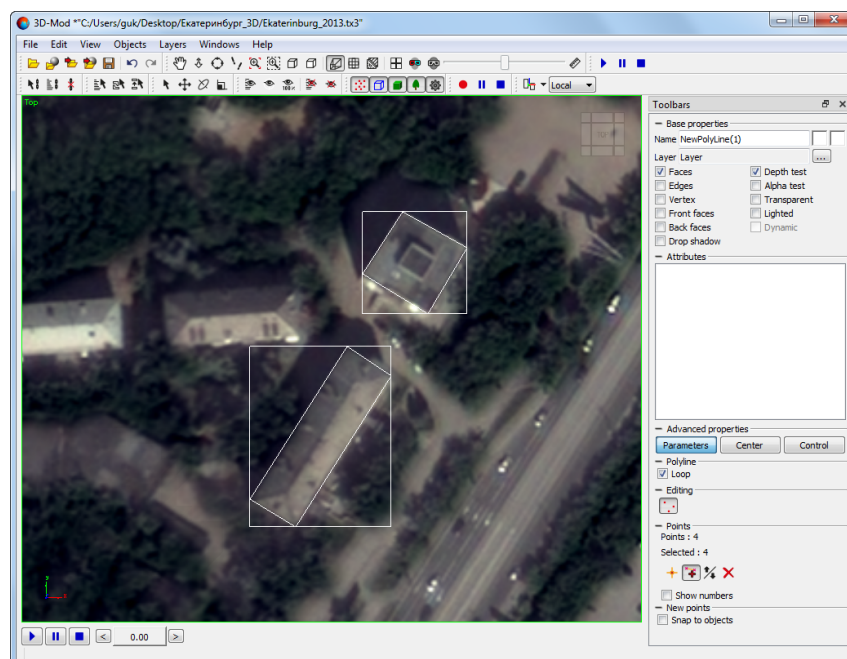 3D-Mod *"C:/Users/guk/Desktop/Екатеринбург_3D/Ekaterinburg_2013.tx3"
File Edit View Objects Layers Windows Help
100%
Local
Top
Toolbars
Base properties
Name NewPolyLine(1)
Layer Layer ...
Faces Depth test
Edges Alpha test
Vertex Transparent
Front faces Lighted
Back faces Dynamic
Drop shadow
Attributes
Advanced properties
Parameters Center Control
Polyline
Loop
Editing
Points
Points : 4
Selected : 4
Show numbers
New points
Snap to objects
< 0.00 >